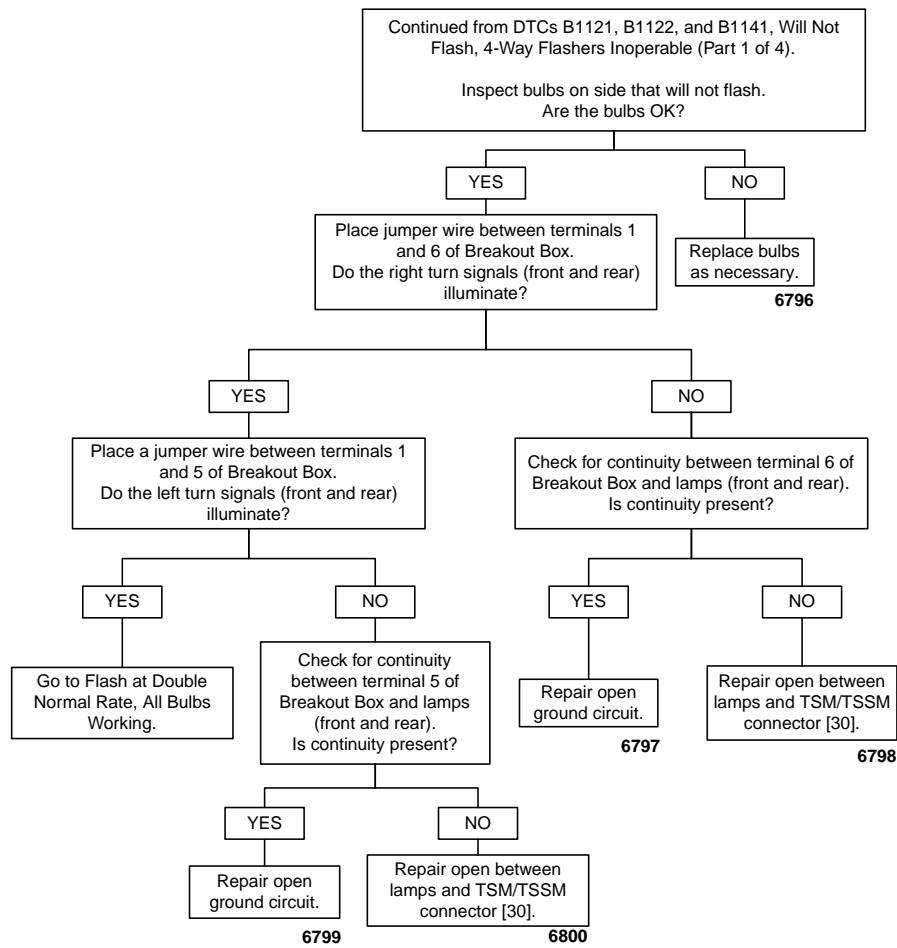 Continued from DTCs B1121, B1122, and B1141, Will Not
Flash, 4-Way Flashers Inoperable (Part 1 of 4).
Inspect bulbs on side that will not flash.
Are the bulbs OK?
YES
NO
Place jumper wire between terminals 1
and 6 of Breakout Box.
Do the right turn signals (front and rear)
illuminate?
Replace bulbs
as necessary.
6796
YES
NO
Place a jumper wire between terminals 1
and 5 of Breakout Box.
Do the left turn signals (front and rear)
illuminate?
Check for continuity between terminal 6 of
Breakout Box and lamps (front and rear).
Is continuity present?
YES
NO
YES
NO
Go to Flash at Double
Normal Rate, All Bulbs
Working.
Check for continuity
between terminal 5 of
Breakout Box and lamps
(front and rear).
Is continuity present?
Repair open
ground circuit.
6797
Repair open between
lamps and TSM/TSSM
connector [30].
6798
YES
NO
Repair open
ground circuit.
6799
Repair open between
lamps and TSM/TSSM
connector [30].
6800